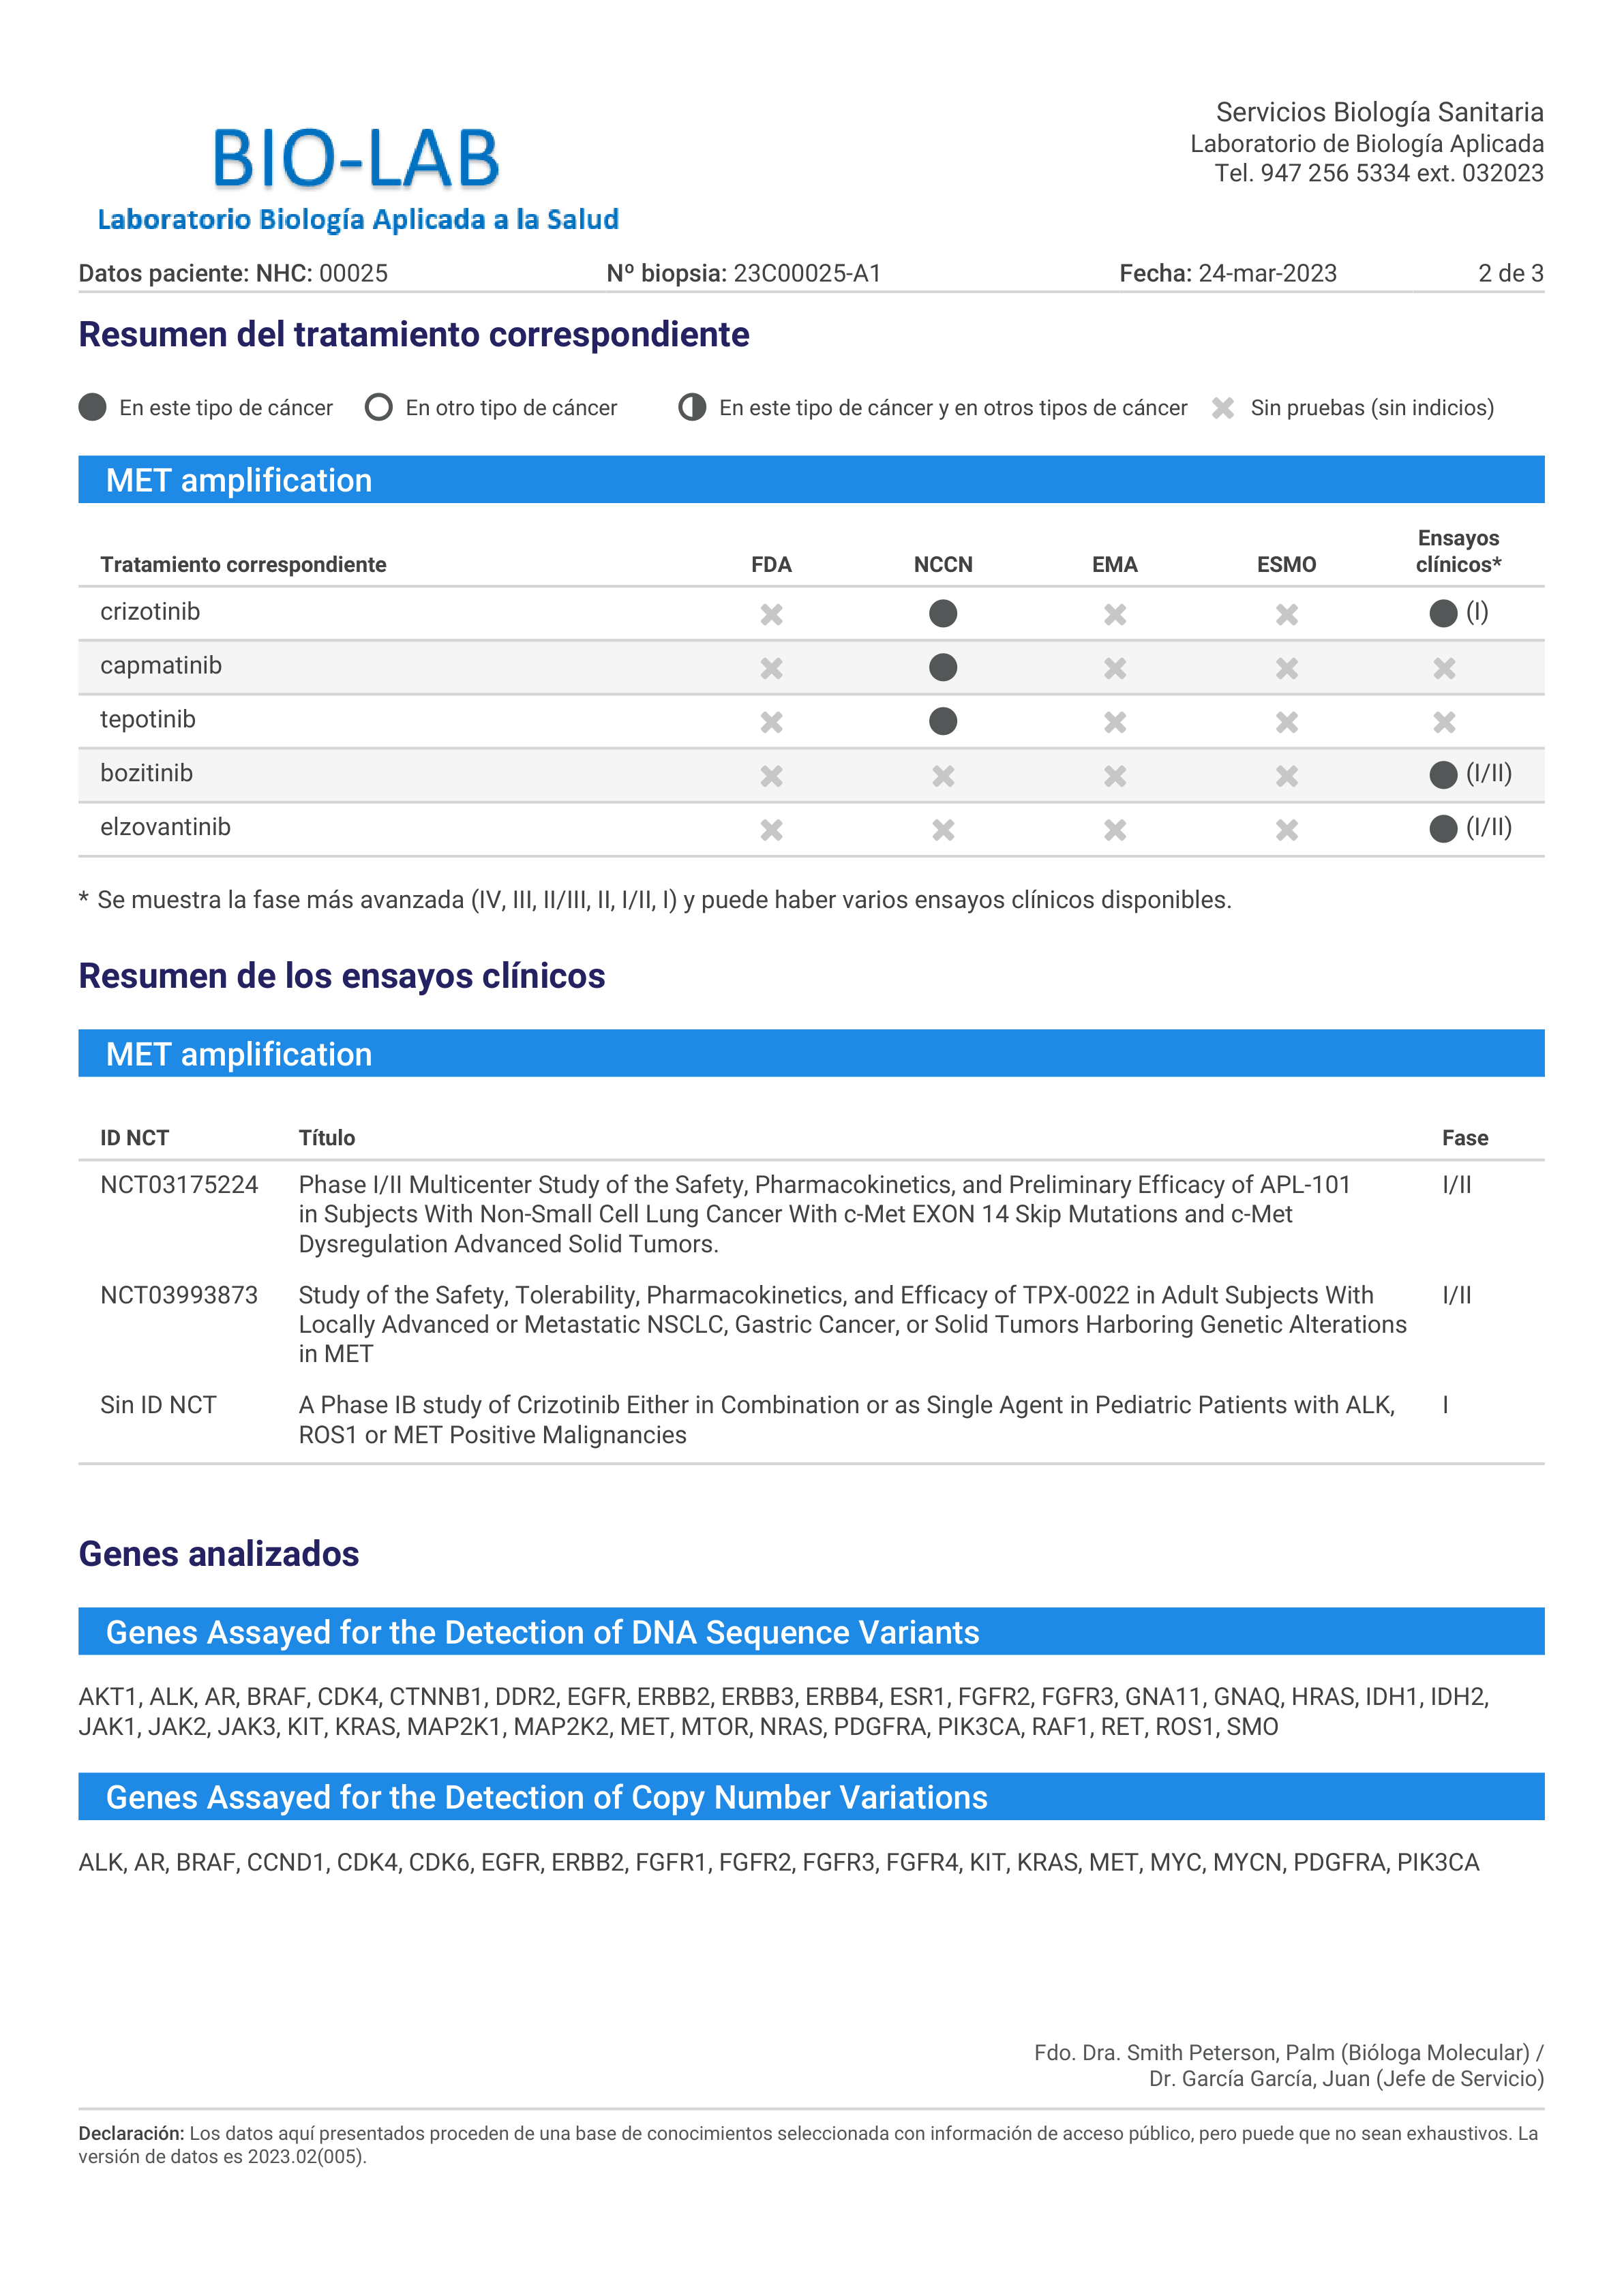 BIO-LAB
Laboratorio Biología Aplicada a la Salud
Servicios Biología Sanitaria
Laboratorio de Biología Aplicada
Tel. 947 256 5334 ext. 032023
Datos paciente: NHC: 00025 Nº biopsia: 23C00025-A1 Fecha: 24-mar-2023 2 de 3
Resumen del tratamiento correspondiente
En este tipo de cáncer En otro tipo de cáncer En este tipo de cáncer y en otros tipos de cáncer Sin pruebas (sin indicios)
MET amplification
Ensayos
Tratamiento correspondiente FDA NCCN EMA ESMO clínicos*
crizotinib (I)
capmatinib
tepotinib
bozitinib (I/II)
elzovantinib (I/II)
* Se muestra la fase más avanzada (IV, III, II/III, II, I/II, I) y puede haber varios ensayos clínicos disponibles.
Resumen de los ensayos clínicos
MET amplification
ID NCT Título Fase
NCT03175224 Phase I/II Multicenter Study of the Safety, Pharmacokinetics, and Preliminary Efficacy of APL-101 I/II
in Subjects With Non-Small Cell Lung Cancer With c-Met EXON 14 Skip Mutations and c-Met
Dysregulation Advanced Solid Tumors.
NCT03993873 Study of the Safety, Tolerability, Pharmacokinetics, and Efficacy of TPX-0022 in Adult Subjects With I/II
Locally Advanced or Metastatic NSCLC, Gastric Cancer, or Solid Tumors Harboring Genetic Alterations
in MET
Sin ID NCT A Phase IB study of Crizotinib Either in Combination or as Single Agent in Pediatric Patients with ALK, I
ROS1 or MET Positive Malignancies
Genes analizados
Genes Assayed for the Detection of DNA Sequence Variants
AKT1, ALK, AR, BRAF, CDK4, CTNNB1, DDR2, EGFR, ERBB2, ERBB3, ERBB4, ESR1, FGFR2, FGFR3, GNA11, GNAQ, HRAS, IDH1, IDH2,
JAK1, JAK2, JAK3, KIT, KRAS, MAP2K1, MAP2K2, MET, MTOR, NRAS, PDGFRA, PIK3CA, RAF1, RET, ROS1, SMO
Genes Assayed for the Detection of Copy Number Variations
ALK, AR, BRAF, CCND1, CDK4, CDK6, EGFR, ERBB2, FGFR1, FGFR2, FGFR3, FGFR4, KIT, KRAS, MET, MYC, MYCN, PDGFRA, PIK3CA
Fdo. Dra. Smith Peterson, Palm (Bióloga Molecular) /
Dr. García García, Juan (Jefe de Servicio)
Declaración: Los datos aquí presentados proceden de una base de conocimientos seleccionada con información de acceso público, pero puede que no sean exhaustivos. La
versión de datos es 2023.02(005).